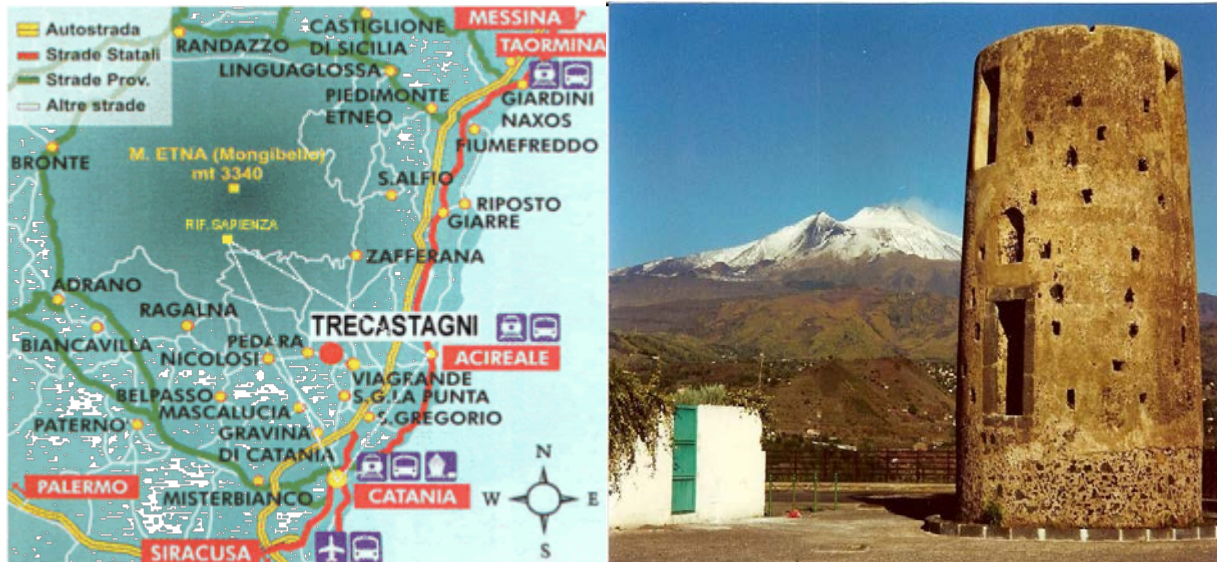 Autostrada
Strade Statali
Strade Prov.
Altre strade
MESSINA
TAORMINA
CASTIGLIONE
DI SICILIA
RANDAZZO
LINGUAGLOSSA
PIEDIMONTE
ETNEO
GIARDINI
NAXOS
FIUMEFREDDO
BRONTE
M. ETNA (Mongibello)
mt 3340
S.ALFIO
RIPOSTO
GIARRE
RIF. SAPIENZA
ZAFFERANA
ADRANO
RAGALNA
TRECASTAGNI
BIANCAVILLA
PEDARA
NICOLOSI
ACIREALE
VIAGRANDE
BELPASSO
S.G.LA PUNTA
MASCALUCIA
S.GREGORIO
PATERNO
GRAVINA
DI CATANIA
N
PALERMO
MISTERBIANCO
CATANIA
W
E
SIRACUSA
S